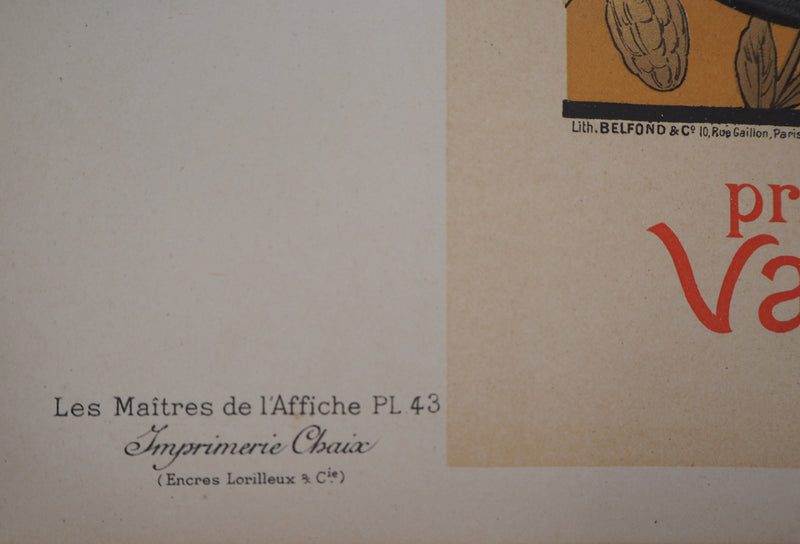 Lith. BELFOND & Cº 10, Rue Gaillon, Paris
pr
Va
Les Maîtres de l'Affiche PL. 43
Imprimerie Chaix
(Encres Lorilleux & Cie)